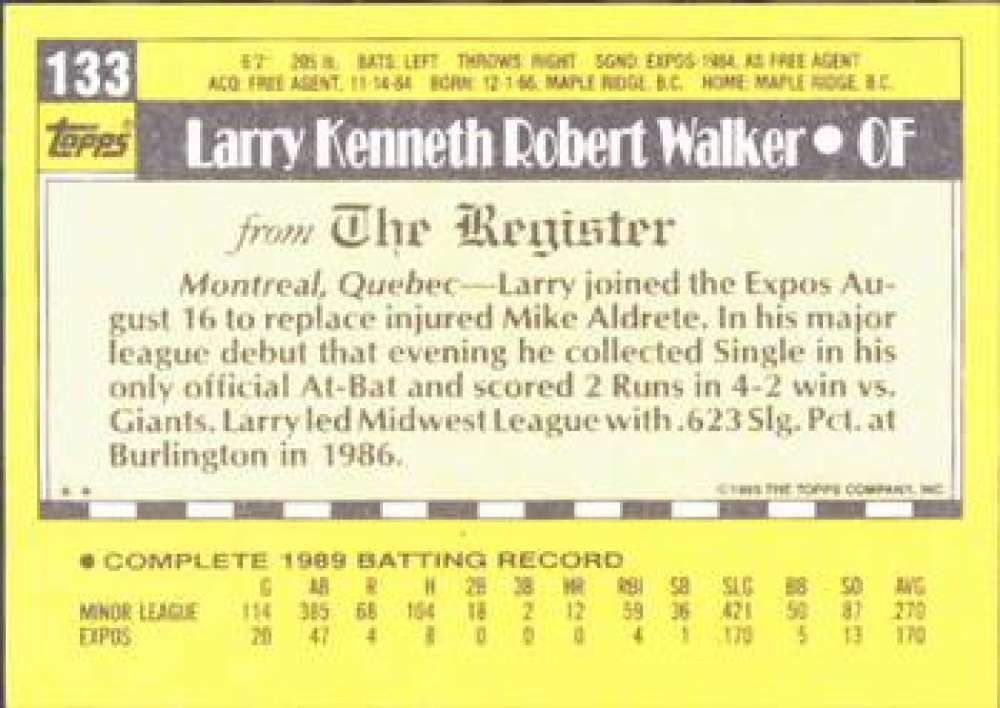 133
6'2" 205 lb. BATS: LEFT THROWS: RIGHT SGND: EXPOS-1984, AS FREE AGENT
ACQ: FREE AGENT, 11-14-84 BORN: 12-1-66, MAPLE RIDGE, B.C. HOME: MAPLE RIDGE, B.C.
TOPPS® Larry Kenneth Robert Walker • OF
from The Register
Montreal, Quebec—Larry joined the Expos Au-
gust 16 to replace injured Mike Aldrete. In his major
league debut that evening he collected Single in his
only official At-Bat and scored 2 Runs in 4-2 win vs.
Giants. Larry led Midwest League with .623 Slg. Pct. at
Burlington in 1986.
* * © THE TOPPS COMPANY, INC.
• COMPLETE 1989 BATTING RECORD
G AB R H 2B 3B HR RBI SB SLG BB SO AVG
MINOR LEAGUE 114 385 68 104 18 2 12 59 36 .421 50 87 .270
EXPOS 20 47 4 8 0 0 0 4 1 .170 5 13 .170